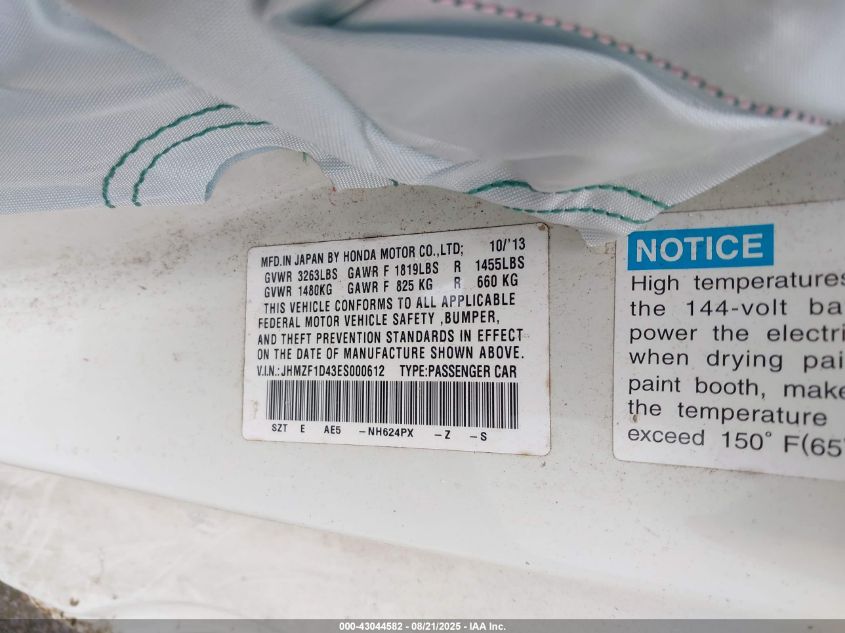 MFD.IN JAPAN BY HONDA MOTOR CO.,LTD; 10/'13
GVWR 3263LBS GAWR F 1819LBS R 1455LBS
GVWR 1480KG GAWR F 825 KG R 660 KG
THIS VEHICLE CONFORMS TO ALL APPLICABLE
FEDERAL MOTOR VEHICLE SAFETY ,BUMPER,
AND THEFT PREVENTION STANDARDS IN EFFECT
ON THE DATE OF MANUFACTURE SHOWN ABOVE.
V.I.N.:JHMZF1D43ES000612 TYPE:PASSENGER CAR
SZT E AE5 -NH624PX -Z -S
NOTICE
High temperatures
the 144-volt ba
power the electri
when drying pai
paint booth, make
the temperature
exceed 150° F(65
000-43044582 - 08/21/2025 - IAA Inc.